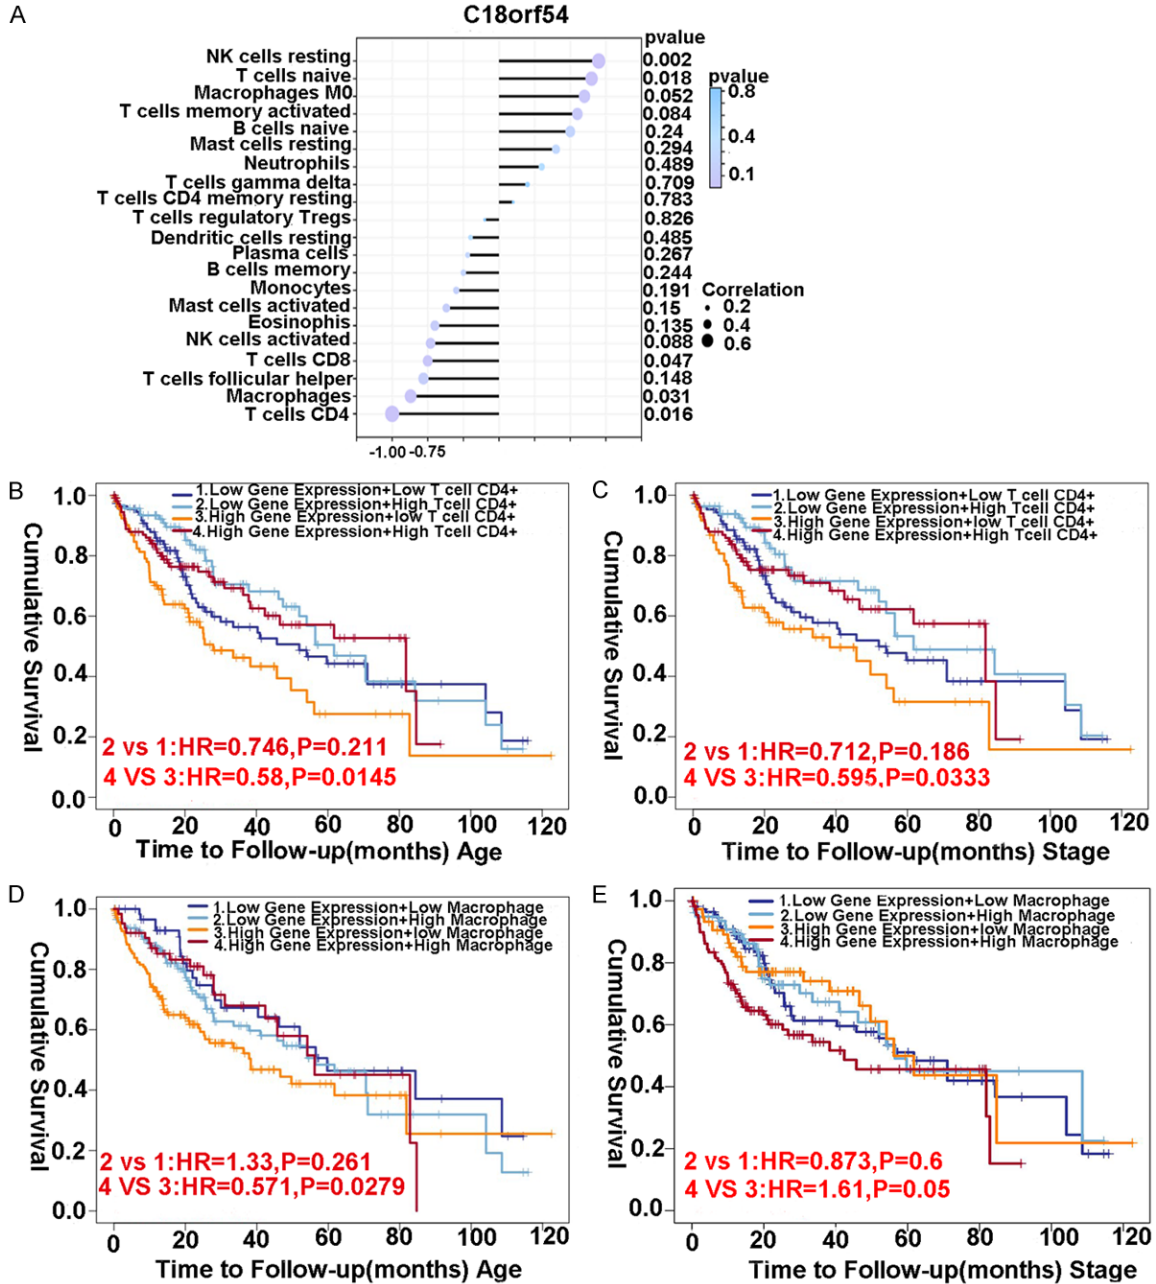 A
C18orf54
pvalue
NK cells resting 0.002
T cells naive 0.018
Macrophages M0 0.052
T cells memory activated 0.084
B cells naive 0.24
Mast cells resting 0.294
Neutrophils 0.489
T cells gamma delta 0.709
T cells CD4 memory resting 0.783
T cells regulatory Tregs 0.826
Dendritic cells resting 0.485
Plasma cells 0.267
B cells memory 0.244
Monocytes 0.191
Mast cells activated 0.15
Eosinophis 0.135
NK cells activated 0.088
T cells CD8 0.047
T cells follicular helper 0.148
Macrophages 0.031
T cells CD4 0.016
-1.00 -0.75
pvalue
0.8
0.4
0.1
Correlation
0.2
0.4
0.6
B
1.Low Gene Expression+Low T cell CD4+
2.Low Gene Expression+High Tcell CD4+
3.High Gene Expression+low T cell CD4+
4.High Gene Expression+High Tcell CD4+
Cumulative Survival
1.0
0.8
0.6
0.4
0.2
0.0
2 vs 1:HR=0.746,P=0.211
4 VS 3:HR=0.58,P=0.0145
0 20 40 60 80 100 120
Time to Follow-up(months) Age
C
1.Low Gene Expression+Low T cell CD4+
2.Low Gene Expression+High Tcell CD4+
3.High Gene Expression+low T cell CD4+
4.High Gene Expression+High Tcell CD4+
Cumulative Survival
1.0
0.8
0.6
0.4
0.2
0.0
2 vs 1:HR=0.712,P=0.186
4 VS 3:HR=0.595,P=0.0333
0 20 40 60 80 100 120
Time to Follow-up(months) Stage
D
1.Low Gene Expression+Low Macrophage
2.Low Gene Expression+High Macrophage
3.High Gene Expression+low Macrophage
4.High Gene Expression+High Macrophage
Cumulative Survival
1.0
0.8
0.6
0.4
0.2
0.0
2 vs 1:HR=1.33,P=0.261
4 VS 3:HR=0.571,P=0.0279
0 20 40 60 80 100 120
Time to Follow-up(months) Age
E
1.Low Gene Expression+Low Macrophage
2.Low Gene Expression+High Macrophage
3.High Gene Expression+low Macrophage
4.High Gene Expression+High Macrophage
Cumulative Survival
1.0
0.8
0.6
0.4
0.2
0.0
2 vs 1:HR=0.873,P=0.6
4 VS 3:HR=1.61,P=0.05
0 20 40 60 80 100 120
Time to Follow-up(months) Stage